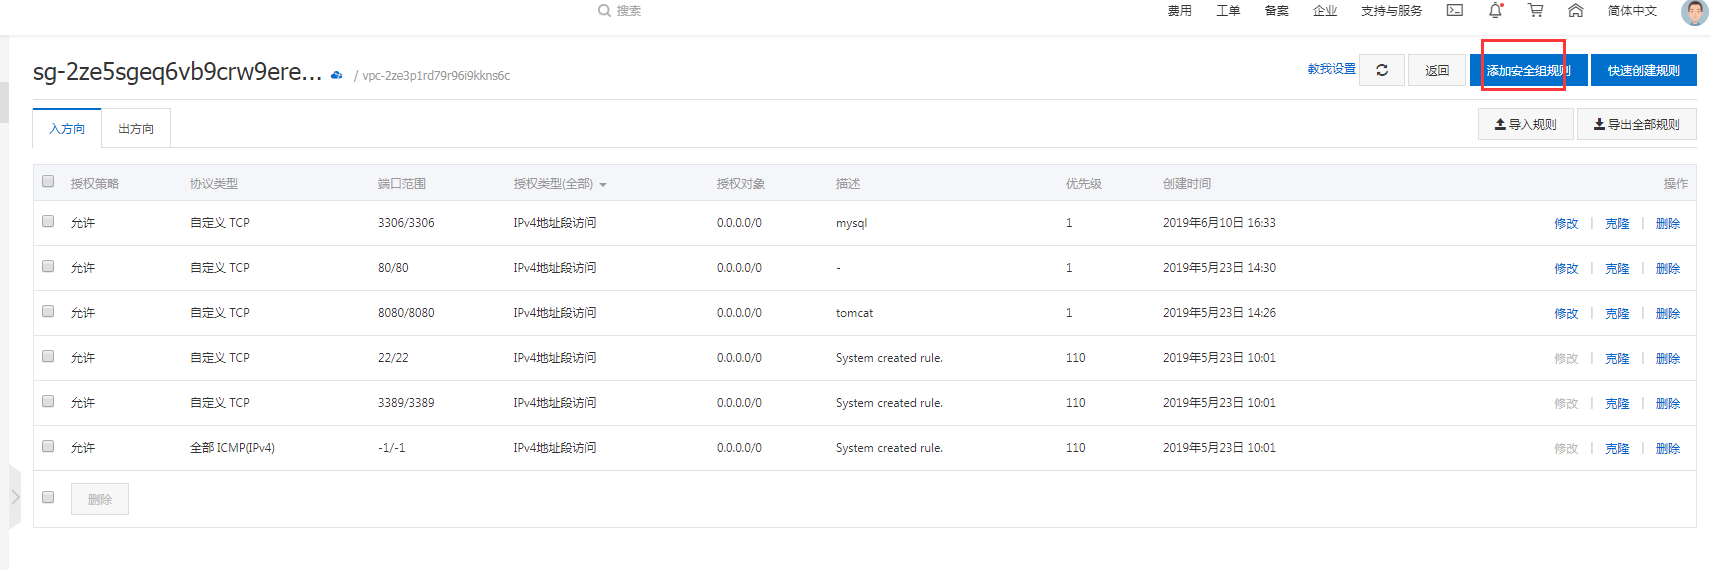 搜索 费用 工单 备案 企业 支持与服务 简体中文
sg-2ze5sgeq6vb9crw9ere... / vpc-2ze3p1rd79r96i9kkns6c 教我设置 返回 添加安全组规则 快速创建规则
入方向 出方向 导入规则 导出全部规则
授权策略 协议类型 端口范围 授权类型(全部) 授权对象 描述 优先级 创建时间 操作
允许 自定义 TCP 3306/3306 IPv4地址段访问 0.0.0.0/0 mysql 1 2019年6月10日 16:33 修改 | 克隆 | 删除
允许 自定义 TCP 80/80 IPv4地址段访问 0.0.0.0/0 - 1 2019年5月23日 14:30 修改 | 克隆 | 删除
允许 自定义 TCP 8080/8080 IPv4地址段访问 0.0.0.0/0 tomcat 1 2019年5月23日 14:26 修改 | 克隆 | 删除
允许 自定义 TCP 22/22 IPv4地址段访问 0.0.0.0/0 System created rule. 110 2019年5月23日 10:01 修改 | 克隆 | 删除
允许 自定义 TCP 3389/3389 IPv4地址段访问 0.0.0.0/0 System created rule. 110 2019年5月23日 10:01 修改 | 克隆 | 删除
允许 全部 ICMP(IPv4) -1/-1 IPv4地址段访问 0.0.0.0/0 System created rule. 110 2019年5月23日 10:01 修改 | 克隆 | 删除
删除